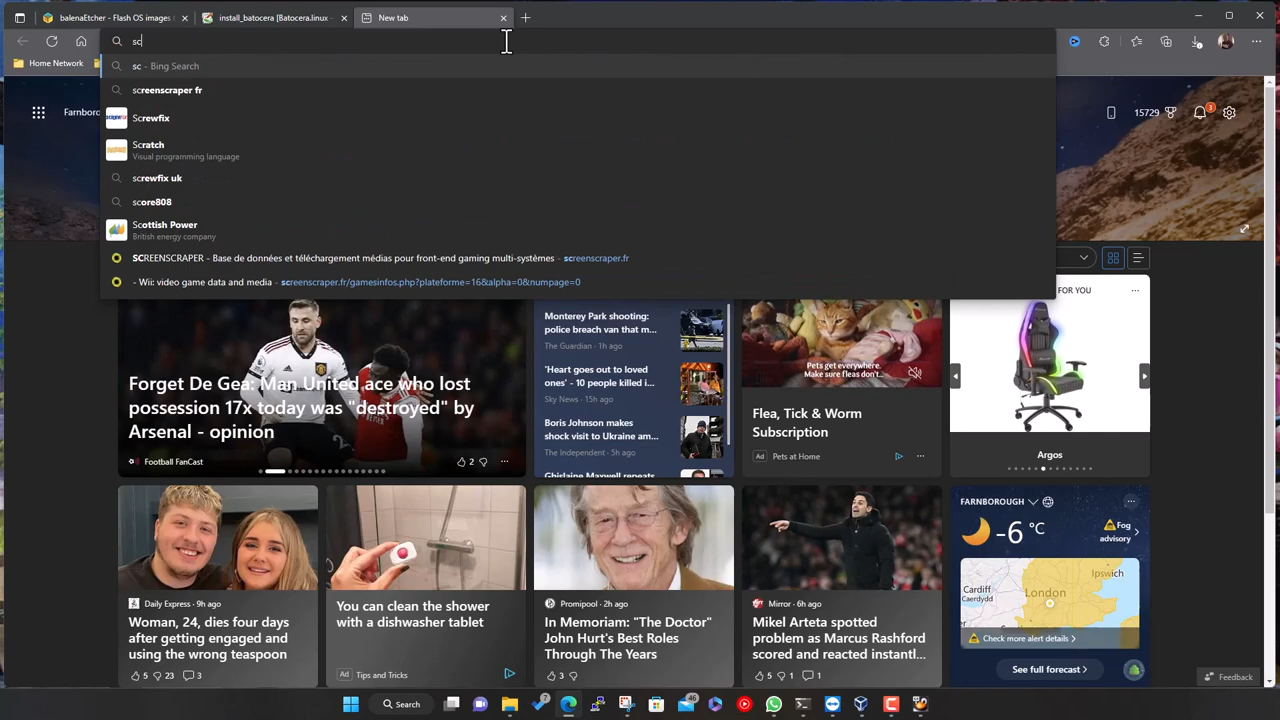 balenaEtcher - Flash OS images
install_batocera [Batocera.linux -
New tab
sc
Home Network
sc - Bing Search
screenscraper fr
Screwfix
Scratch
Visual programming language
screwfix uk
score808
Scottish Power
British energy company
SCREENSCRAPER - Base de données et téléchargement médias pour front-end gaming multi-systèmes - screenscraper.fr
- Wii: video game data and media - screenscraper.fr/gamesinfos.php?plateforme=16&alpha=0&numpage=0
Farnboro
15729
3
FOR YOU
Forget De Gea: Man United ace who lost
possession 17x today was "destroyed" by
Arsenal - opinion
Football FanCast
2
Monterey Park shooting:
police breach van that m...
The Guardian · 1h ago
'Heart goes out to loved
ones' - 10 people killed i...
Sky News · 15h ago
Boris Johnson makes
shock visit to Ukraine am...
The Independent · 5h ago
Ghislaine Maxwell repeats
Pets get everywhere.
Make sure fleas don't...
Flea, Tick & Worm
Subscription
Ad
Pets at Home
Argos
Daily Express · 9h ago
Woman, 24, dies four days
after getting engaged and
using the wrong teaspoon
5
23
3
You can clean the shower
with a dishwasher tablet
Ad
Tips and Tricks
Promipool · 2h ago
In Memoriam: "The Doctor"
John Hurt's Best Roles
Through The Years
3
Mirror · 6h ago
Mikel Arteta spotted
problem as Marcus Rashford
scored and reacted instantl...
5
1
1
FARNBOROUGH
-6 °C
Fog
advisory
Cardiff
Caerdydd
Ipswich
London
Check more alert details
See full forecast
Feedback
Search
7
46